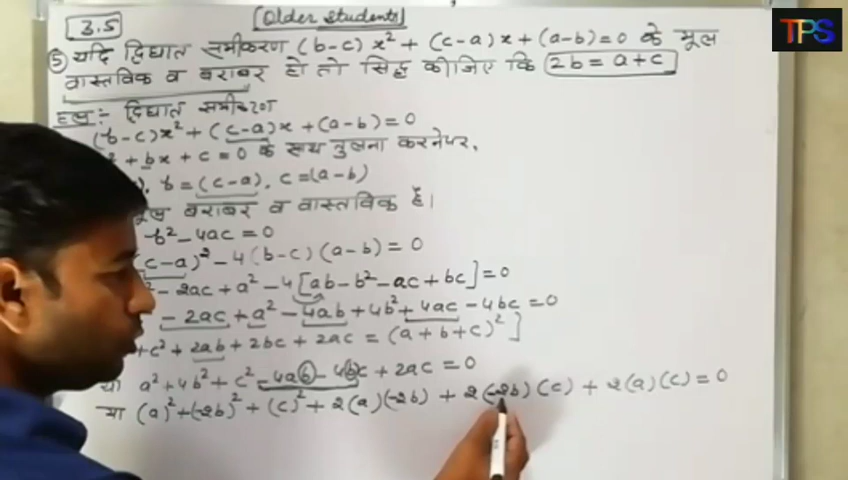 3.5 [Older students] TPS
(5) यदि द्विघात समीकरण (b-c)x² + (c-a)x + (a-b)=0 के मूल
वास्तविक व बराबर हो तो सिद्ध कीजिए कि 2b = a+c
हल:- द्विघात समीकरण
(b-c)x² + (c-a)x + (a-b) = 0
² + bx + c = 0 के साथ तुलना करने पर,
), b = (c-a), c = (a-b)
मूल बराबर व वास्तविक है।
b² - 4ac = 0
c-a)² - 4(b-c)(a-b) = 0
² - 2ac + a² - 4[ab - b² - ac + bc] = 0
- 2ac + a² - 4ab + 4b² + 4ac - 4bc = 0
+ c² + 2ab + 2bc + 2ac = (a+b+c)²]
या a² + 4b² + c² - 4ab - 4bc + 2ac = 0
या (a)² + (-2b)² + (c)² + 2(a)(-2b) + 2(-2b)(c) + 2(a)(c) = 0